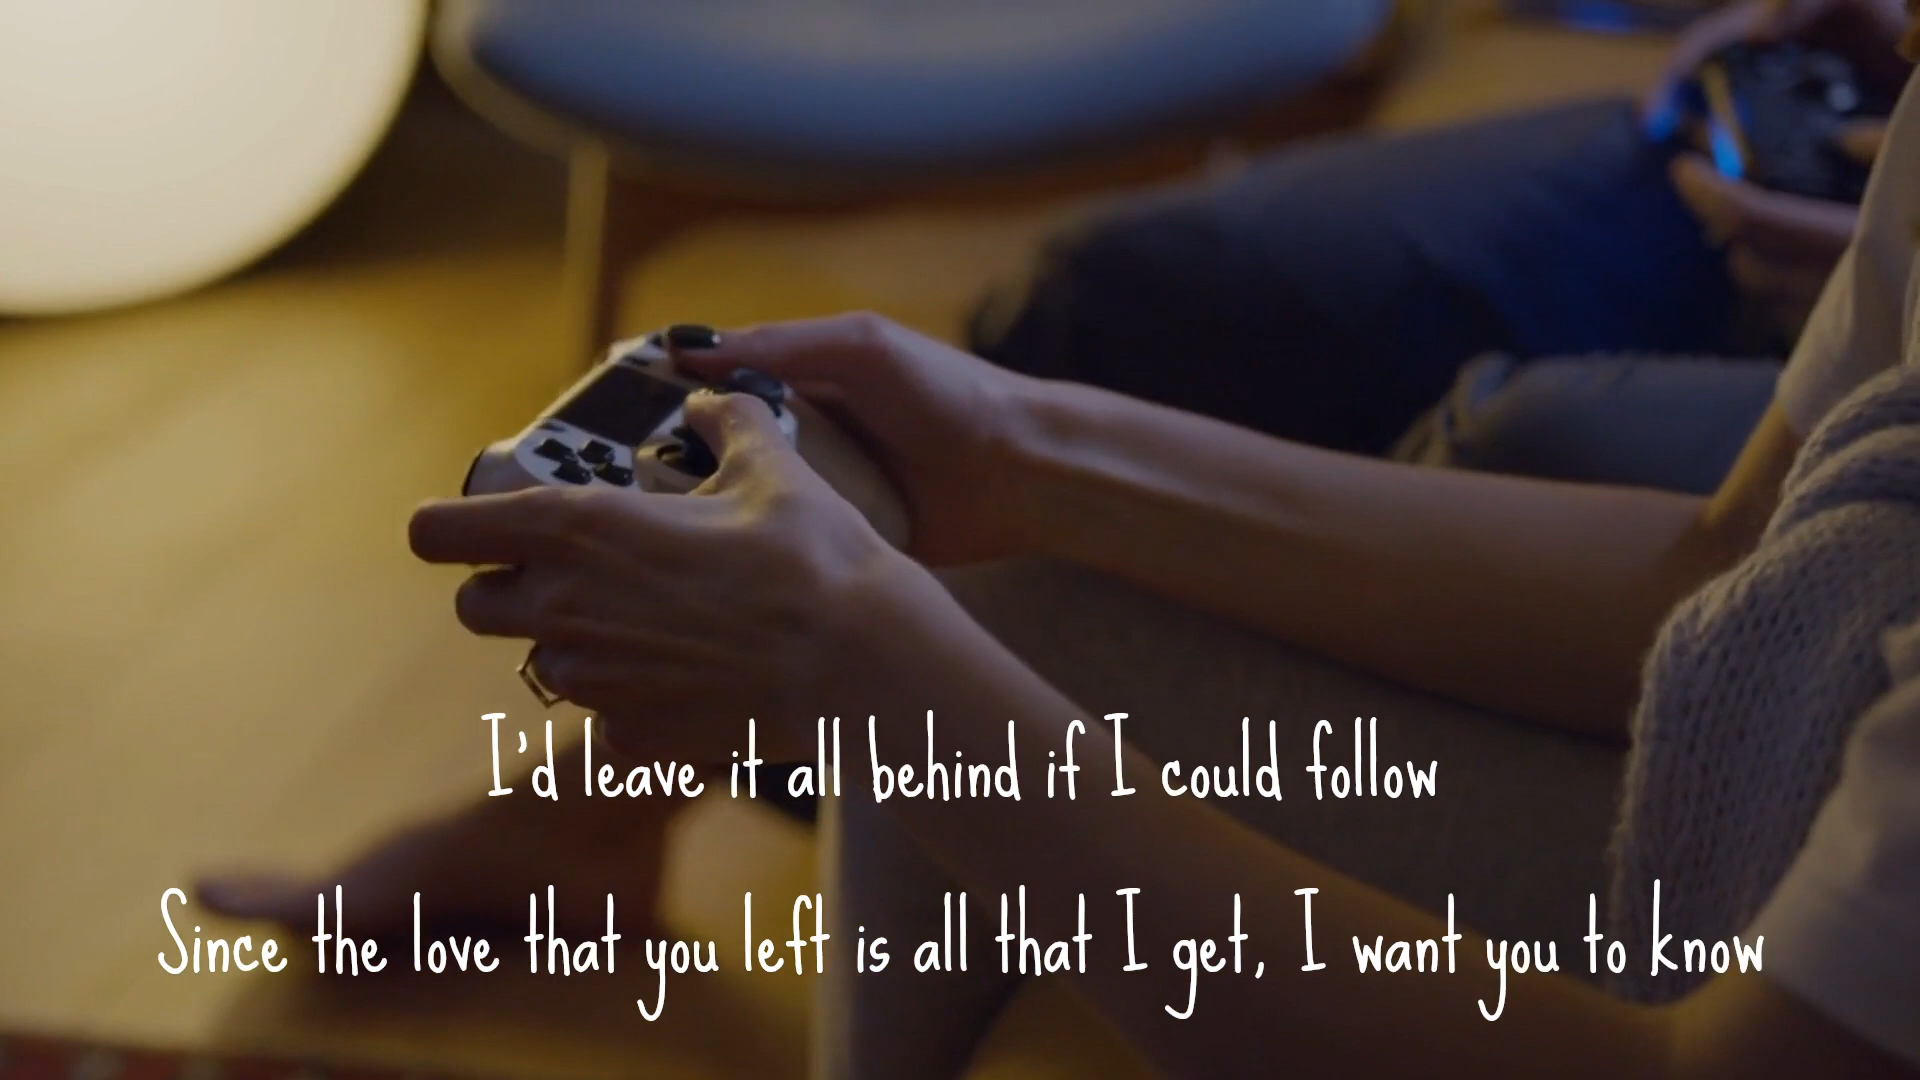 I'd leave it all behind if I could follow
Since the love that you left is all that I get, I want you to know